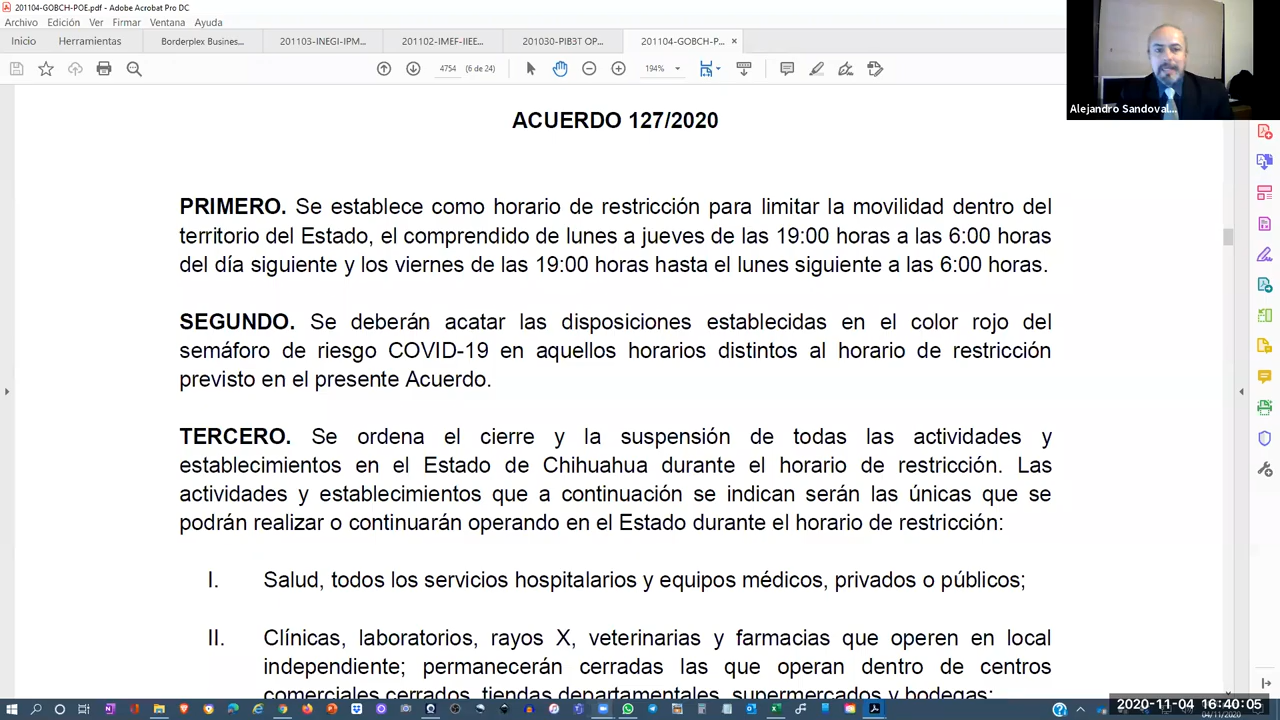 201104-GOBCH-POE.pdf - Adobe Acrobat Pro DC
Archivo Edición Ver Firmar Ventana Ayuda
Inicio Herramientas Borderplex Busines... 201103-INEGI-IPM... 201102-IMEF-IIEE... 201030-PIB3T OP... 201104-GOBCH-P... ×
4754 (6 de 24) 194%
Alejandro Sandoval...
ACUERDO 127/2020
PRIMERO. Se establece como horario de restricción para limitar la movilidad dentro del
territorio del Estado, el comprendido de lunes a jueves de las 19:00 horas a las 6:00 horas
del día siguiente y los viernes de las 19:00 horas hasta el lunes siguiente a las 6:00 horas.
SEGUNDO. Se deberán acatar las disposiciones establecidas en el color rojo del
semáforo de riesgo COVID-19 en aquellos horarios distintos al horario de restricción
previsto en el presente Acuerdo.
TERCERO. Se ordena el cierre y la suspensión de todas las actividades y
establecimientos en el Estado de Chihuahua durante el horario de restricción. Las
actividades y establecimientos que a continuación se indican serán las únicas que se
podrán realizar o continuarán operando en el Estado durante el horario de restricción:
I. Salud, todos los servicios hospitalarios y equipos médicos, privados o públicos;
II. Clínicas, laboratorios, rayos X, veterinarias y farmacias que operen en local
independiente; permanecerán cerradas las que operan dentro de centros
comerciales cerrados, tiendas departamentales, supermercados y bodegas;
2020-11-04 16:40:05
04/11/2020